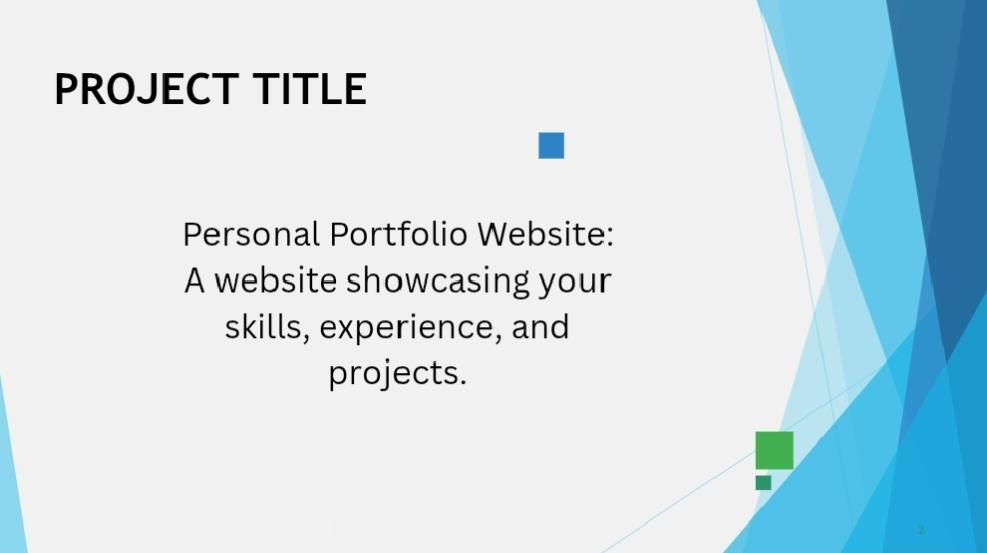 PROJECT TITLE
Personal Portfolio Website:
A website showcasing your
skills, experience, and
projects.
2